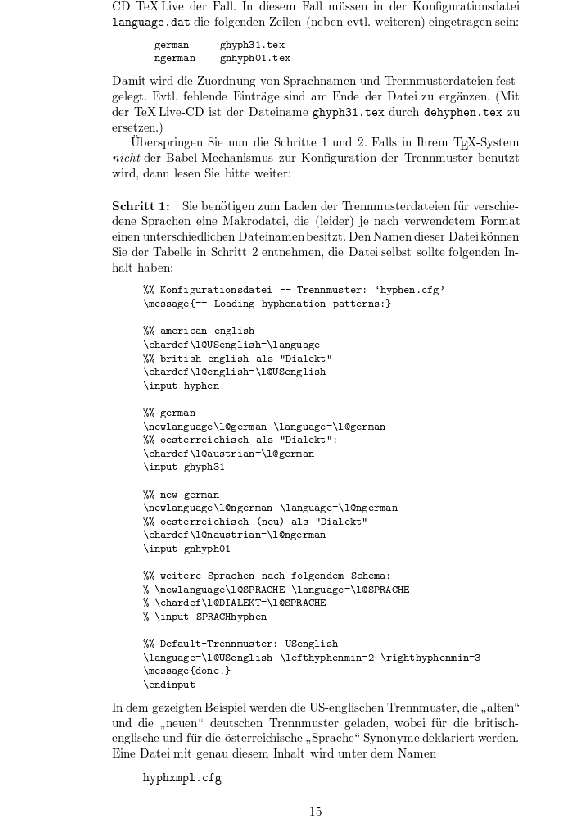 CD TeX Live der Fall. In diesem Fall müssen in der Konfigurationsdatei
language.dat die folgenden Zeilen (neben evtl. weiteren) eingetragen sein:
german ghyph31.tex
ngerman gnhyph01.tex
Damit wird die Zuordnung von Sprachnamen und Trennmusterdateien fest-
gelegt. Evtl. fehlende Einträge sind am Ende der Datei zu ergänzen. (Mit
der TeX Live-CD ist der Dateiname ghyph31.tex durch dehyphen.tex zu
ersetzen.)
Überspringen Sie nun die Schritte 1 und 2. Falls in Ihrem TEX-System
nicht der Babel-Mechanismus zur Konfiguration der Trennmuster benutzt
wird, dann lesen Sie bitte weiter:
Schritt 1: Sie benötigen zum Laden der Trennmusterdateien für verschie-
dene Sprachen eine Makrodatei, die (leider) je nach verwendetem Format
einen unterschiedlichen Dateinamen besitzt. Den Namen dieser Datei können
Sie der Tabelle in Schritt 2 entnehmen, die Datei selbst sollte folgenden In-
halt haben:
%% Konfigurationsdatei -- Trennmuster: ‘hyphen.cfg’
\message{== Loading hyphenation patterns:}
%% american english
\chardef\l@USenglish=\language
%% british english als "Dialekt"
\chardef\l@english=\l@USenglish
\input hyphen
%% german
\newlanguage\l@german \language=\l@german
%% oesterreichisch als "Dialekt":
\chardef\l@austrian=\l@german
\input ghyph31
%% new german
\newlanguage\l@ngerman \language=\l@ngerman
%% oesterreichisch (neu) als "Dialekt"
\chardef\l@naustrian=\l@ngerman
\input gnhyph01
%% weitere Sprachen nach folgendem Schema:
% \newlanguage\l@SPRACHE \language=\l@SPRACHE
% \chardef\l@DIALEKT=\l@SPRACHE
% \input SPRACHhyphen
%% Default-Trennmuster: USenglish
\language=\l@USenglish \lefthyphenmin=2 \righthyphenmin=3
\message{done.}
\endinput
In dem gezeigten Beispiel werden die US-englischen Trennmuster, die „alten“
und die „neuen“ deutschen Trennmuster geladen, wobei für die britisch-
englische und für die österreichische „Sprache“ Synonyme deklariert werden.
Eine Datei mit genau diesem Inhalt wird unter dem Namen
hyphxmpl.cfg
15